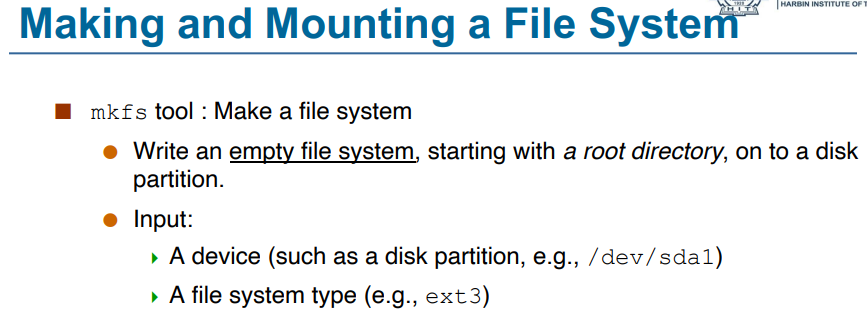 HARBIN INSTITUTE OF T
Making and Mounting a File System
mkfs tool : Make a file system
Write an empty file system, starting with a root directory, on to a disk
partition.
Input:
A device (such as a disk partition, e.g., /dev/sda1)
A file system type (e.g., ext3)